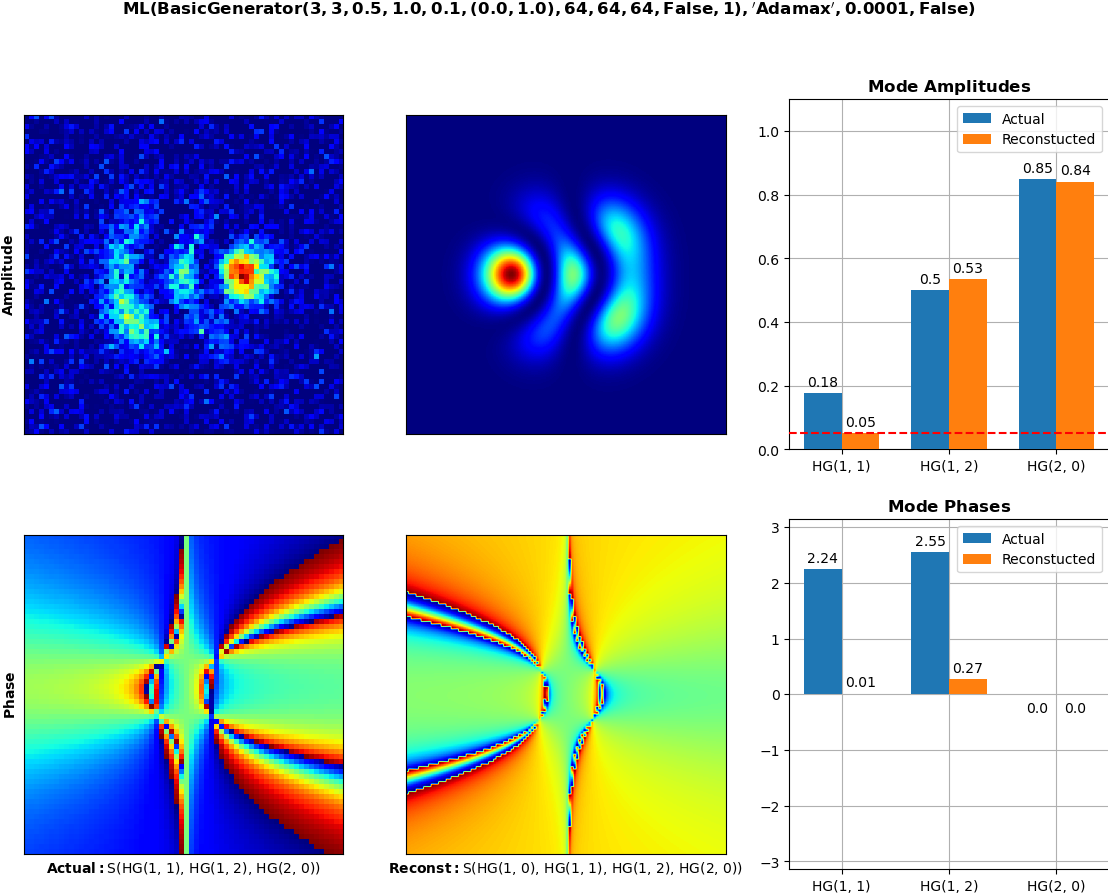 ML(BasicGenerator(3, 3, 0.5, 1.0, 0.1, (0.0, 1.0), 64, 64, 64, False, 1), ′Adamax′, 0.0001, False)
Amplitude
Mode Amplitudes
Actual
Reconstucted
1.0
0.8
0.6
0.4
0.2
0.0
0.18
0.05
0.5
0.53
0.85
0.84
HG(1, 1)
HG(1, 2)
HG(2, 0)
Phase
Actual: S(HG(1, 1), HG(1, 2), HG(2, 0))
Reconst: S(HG(1, 0), HG(1, 1), HG(1, 2), HG(2, 0))
Mode Phases
Actual
Reconstucted
3
2
1
0
−1
−2
−3
2.24
0.01
2.55
0.27
0.0
0.0
HG(1, 1)
HG(1, 2)
HG(2, 0)